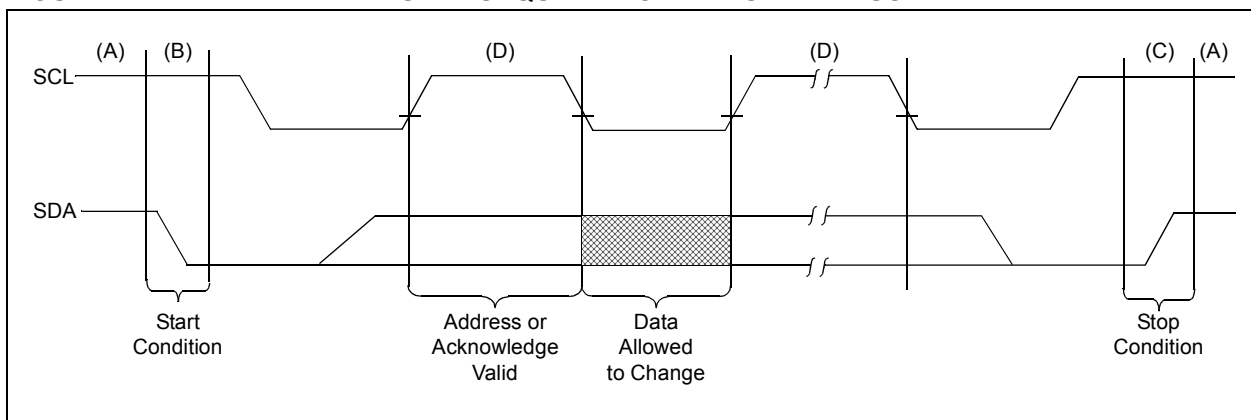 (A) (B) (D) (D) (C) (A)
SCL
SDA
Start
Condition
Address or
Acknowledge
Valid
Data
Allowed
to Change
Stop
Condition